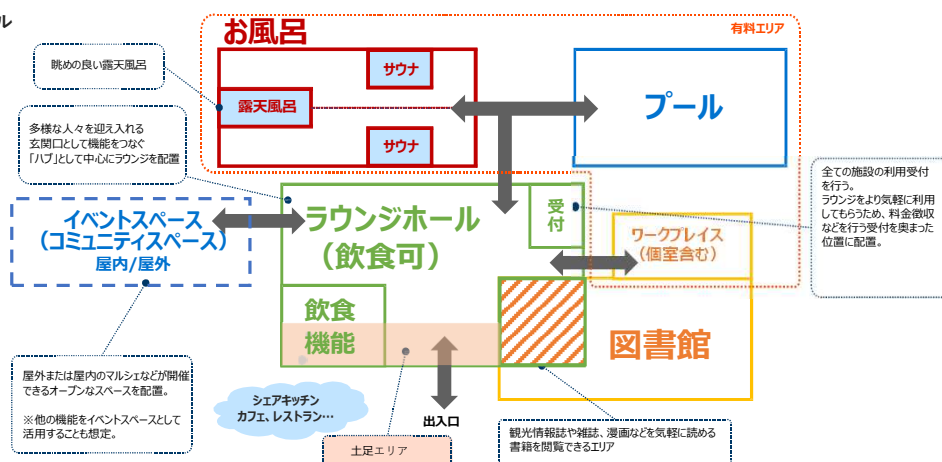 ル
お風呂
有料エリア
眺めの良い露天風呂
サウナ
露天風呂
プール
サウナ
多様な人々を迎え入れる
玄関口として機能をつなぐ
「ハブ」として中心にラウンジを配置
全ての施設の利用受付
を行う。
ラウンジをより気軽に利用
してもらうため、料金徴収
などを行う受付を奥まった
位置に配置。
イベントスペース
(コミュニティスペース)
屋内/屋外
ラウンジホール
(飲食可)
受
付
ワークプレイス
(個室含む)
飲食
機能
図書館
屋外または屋内のマルシェなどが開催
できるオープンなスペースを配置。
※他の機能をイベントスペースとして
活用することも想定。
シェアキッチン
カフェ、レストラン…
出入口
土足エリア
観光情報誌や雑誌、漫画などを気軽に読める
書籍を閲覧できるエリア